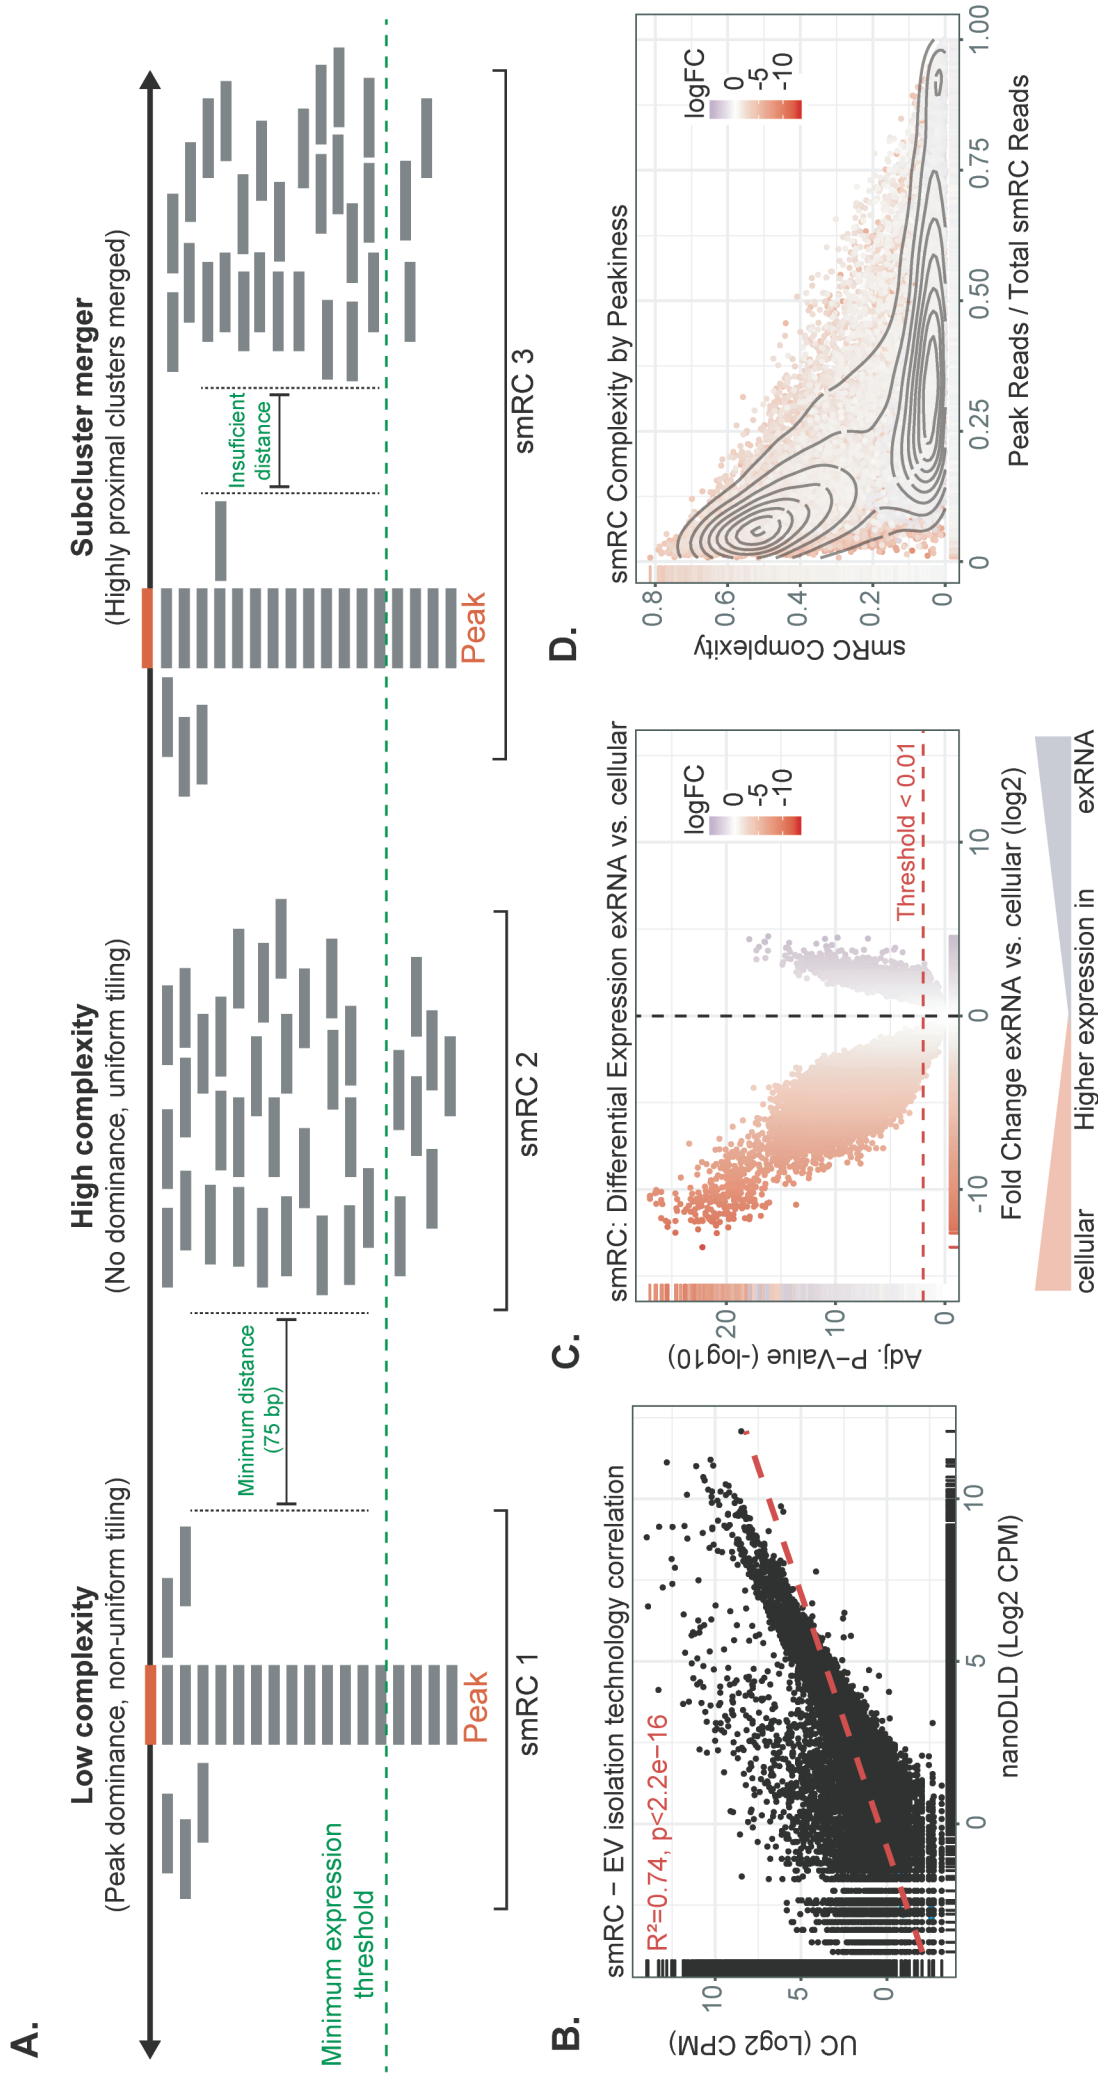 A.
Low complexity
(Peak dominance, non-uniform tiling)
High complexity
(No dominance, uniform tiling)
Subcluster merger
(Highly proximal clusters merged)
Minimum expression
threshold
Minimum distance
(75 bp)
Insuficient
distance
Peak
Peak
smRC 1
smRC 2
smRC 3
B.
smRC − EV isolation technology correlation
R²=0.74, p<2.2e−16
UC (Log2 CPM)
10
5
0
0
5
10
nanoDLD (Log2 CPM)
C.
smRC: Differential Expression exRNA vs. cellular
logFC
0
-5
-10
Threshold < 0.01
Adj. P−Value (-log10)
20
10
0
-10
0
10
Fold Change exRNA vs. cellular (log2)
cellular
Higher expression in
exRNA
D.
smRC Complexity by Peakiness
logFC
0
-5
-10
smRC Complexity
0.8
0.6
0.4
0.2
0
0
0.25
0.50
0.75
1.00
Peak Reads / Total smRC Reads